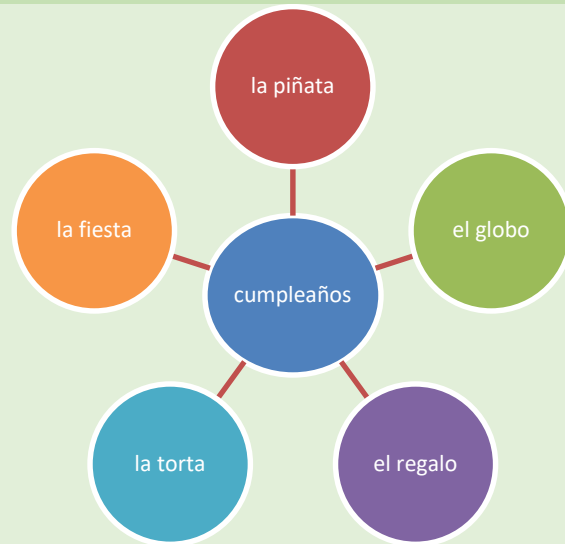 la piñata
la fiesta
el globo
cumpleaños
la torta
el regalo